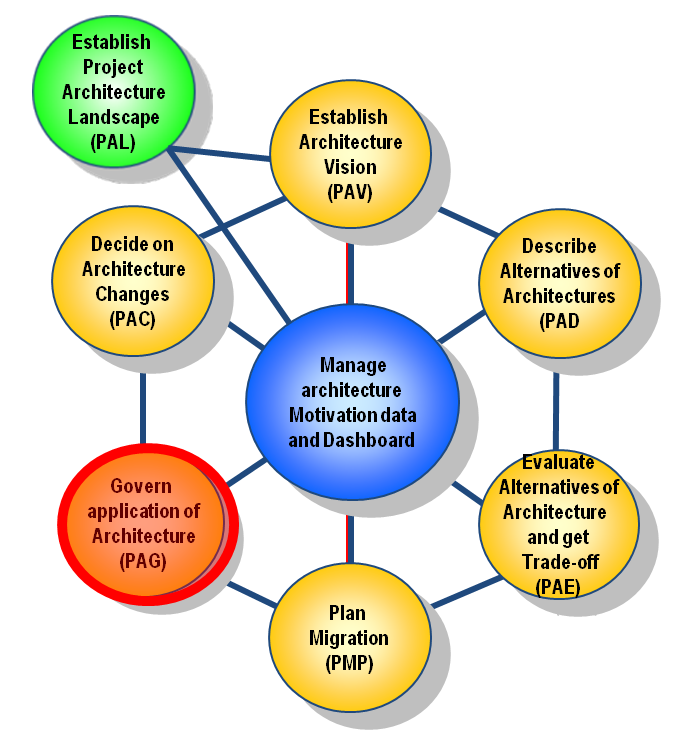 Establish
Project
Architecture
Landscape
(PAL)
Establish
Architecture
Vision
(PAV)
Decide on
Architecture
Changes
(PAC)
Describe
Alternatives of
Architectures
(PAD
Manage
architecture
Motivation data
and Dashboard
Govern
application of
Architecture
(PAG)
Evaluate
Alternatives of
Architecture
and get
Trade-off
(PAE)
Plan
Migration
(PMP)